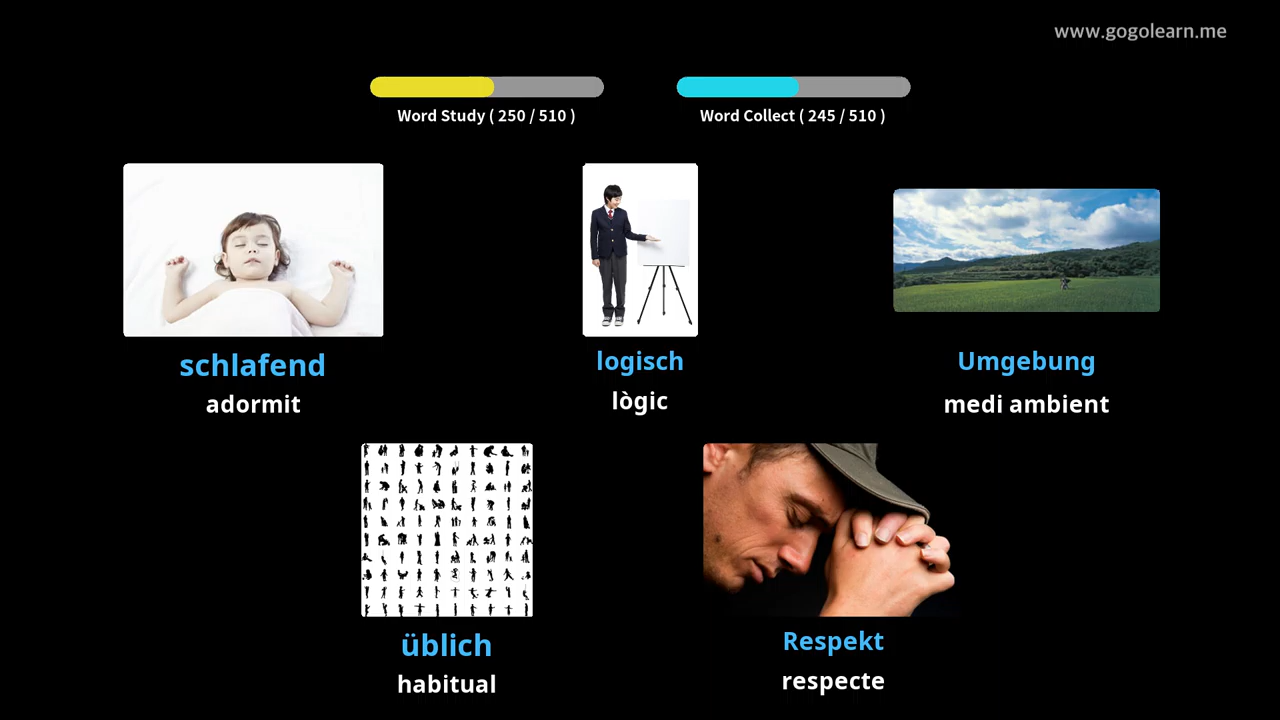 www.gogolearn.me
Word Study ( 250 / 510 )
Word Collect ( 245 / 510 )
schlafend
adormit
logisch
lògic
Umgebung
medi ambient
üblich
habitual
Respekt
respecte